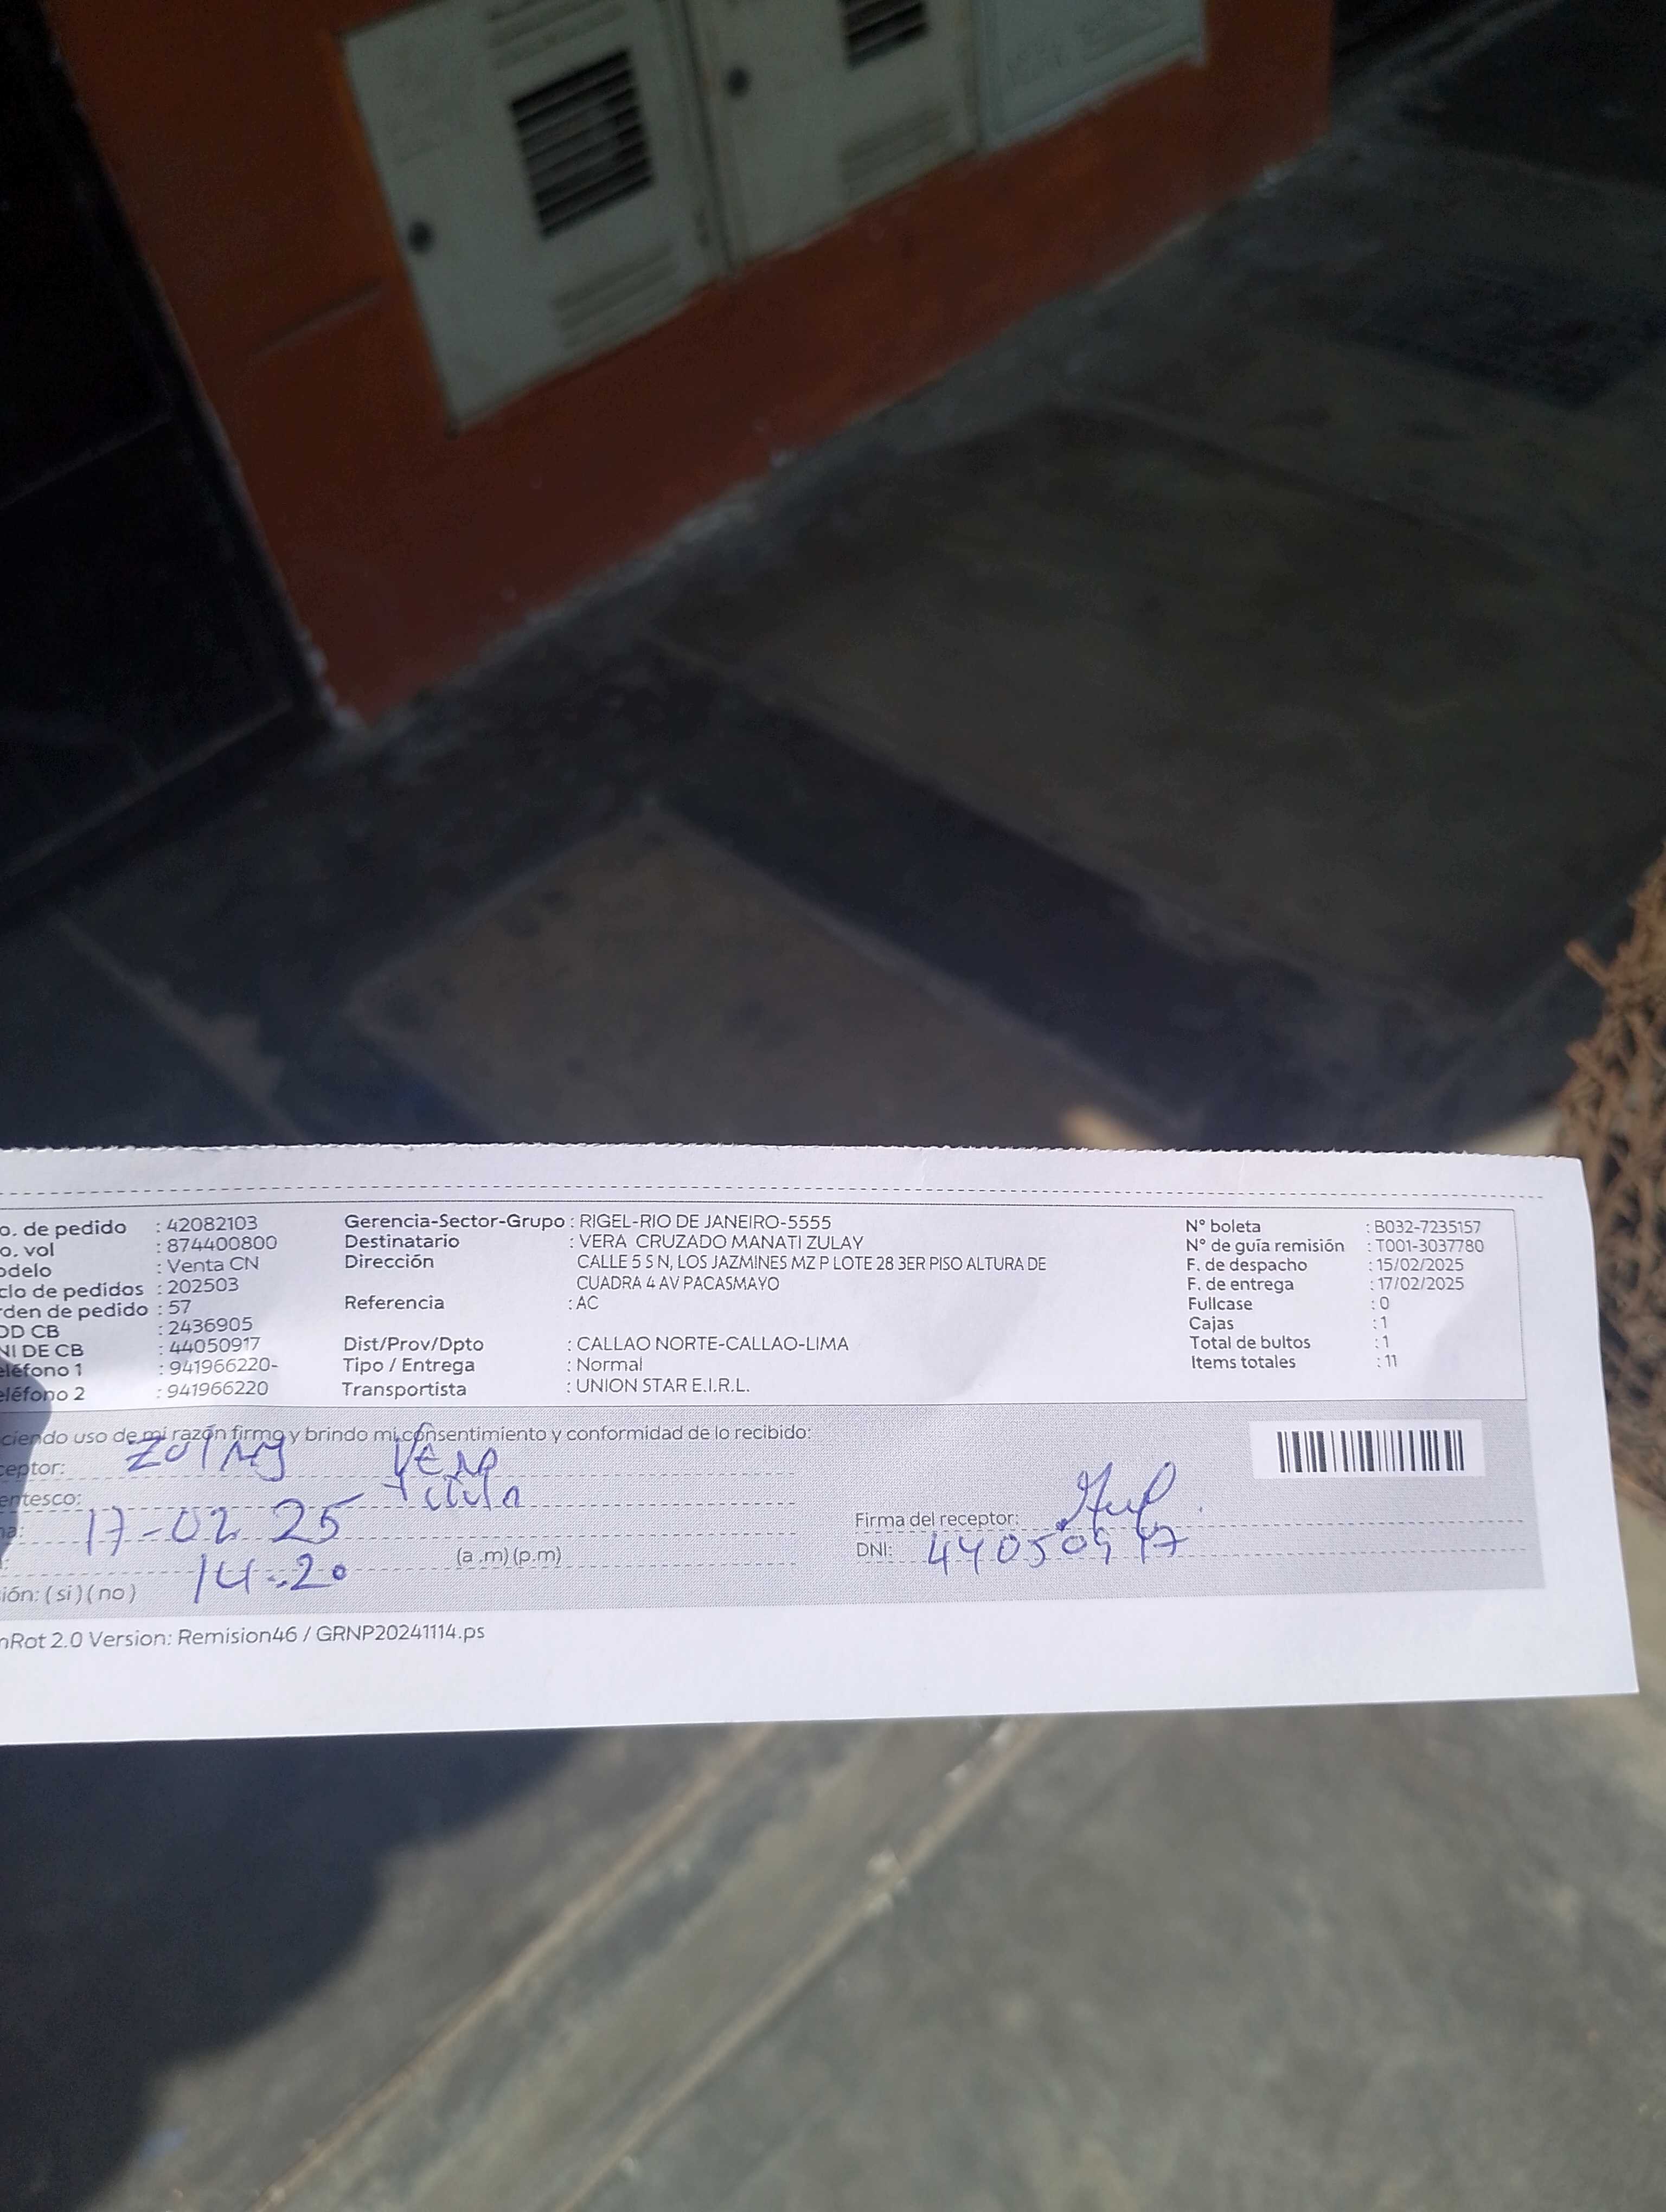 o. de pedido : 42082103
o. vol : 874400800
odelo : Venta CN
clo de pedidos : 202503
rden de pedido : 57
OD CB : 2436905
NI DE CB : 44050917
eléfono 1 : 941966220-
eléfono 2 : 941966220
Gerencia-Sector-Grupo : RIGEL-RIO DE JANEIRO-5555
Destinatario : VERA CRUZADO MANATI ZULAY
Dirección CALLE 5 S N, LOS JAZMINES MZ P LOTE 28 3ER PISO ALTURA DE
CUADRA 4 AV PACASMAYO
Referencia : AC
Dist/Prov/Dpto : CALLAO NORTE-CALLAO-LIMA
Tipo / Entrega : Normal
Transportista : UNION STAR E.I.R.L.
N° boleta : B032-7235157
N° de guía remisión : T001-3037780
F. de despacho : 15/02/2025
F. de entrega : 17/02/2025
Fullcase : 0
Cajas : 1
Total de bultos : 1
Items totales : 11
ciendo uso de mi razón firmo y brindo mi consentimiento y conformidad de lo recibido:
ceptor: Zulay Vera
entesco:
ha: 17-02 25
14:20 (a .m) (p.m)
ión: ( si ) ( no )
Firma del receptor:
DNI: 44050917
nRot 2.0 Version: Remision46 / GRNP20241114.ps